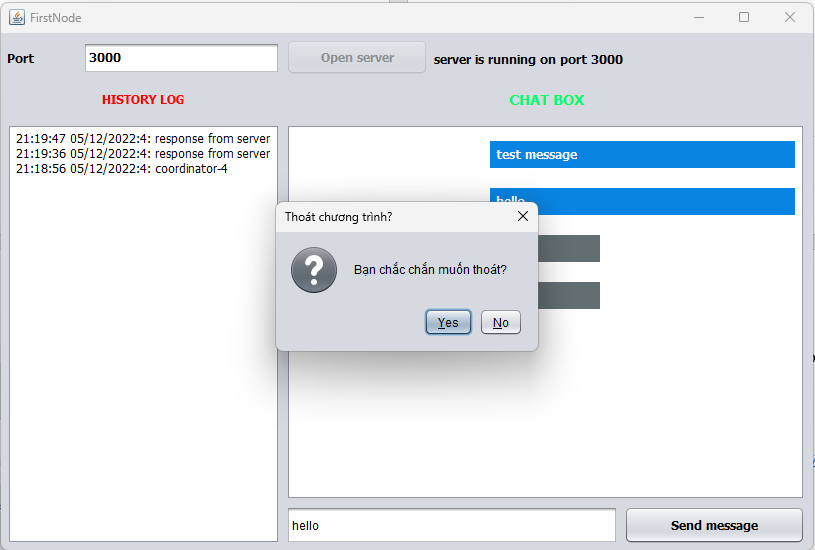 FirstNode
Port
3000
Open server
server is running on port 3000
HISTORY LOG
CHAT BOX
21:19:47 05/12/2022:4: response from server
21:19:36 05/12/2022:4: response from server
21:18:56 05/12/2022:4: coordinator-4
test message
hello
Thoát chương trình?
Bạn chắc chắn muốn thoát?
Yes
No
hello
Send message